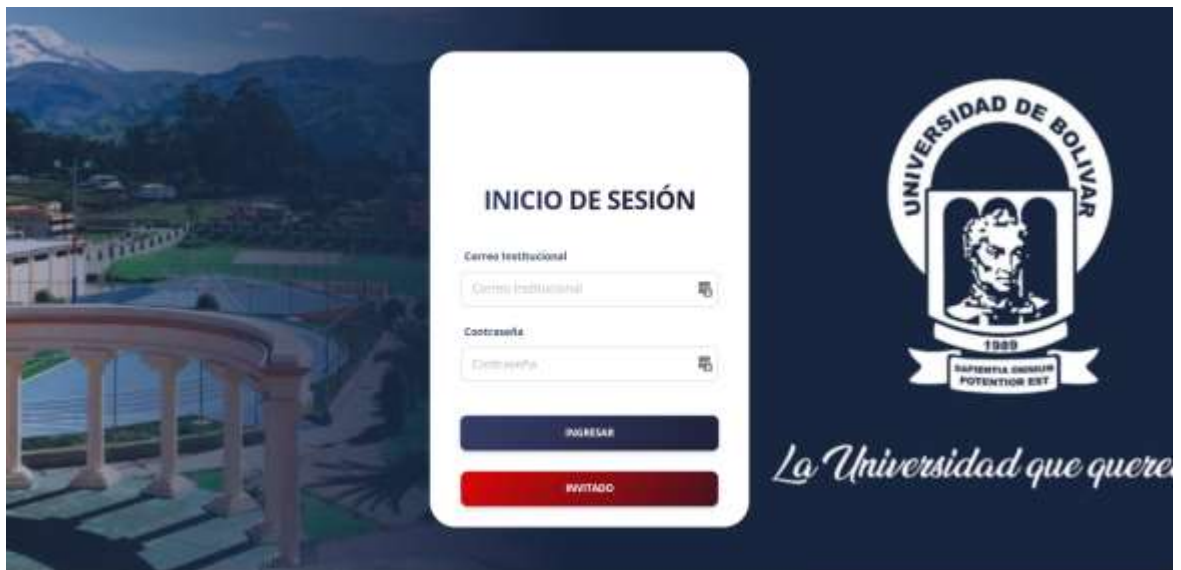 INICIO DE SESIÓN
Correo Institucional
Correo Institucional
Contraseña
Contraseña
INGRESAR
INVITADO
UNIVERSIDAD DE BOLIVAR
1989
SAPIENTIA OMNIUM
POTENTIOR EST
La Universidad que quere